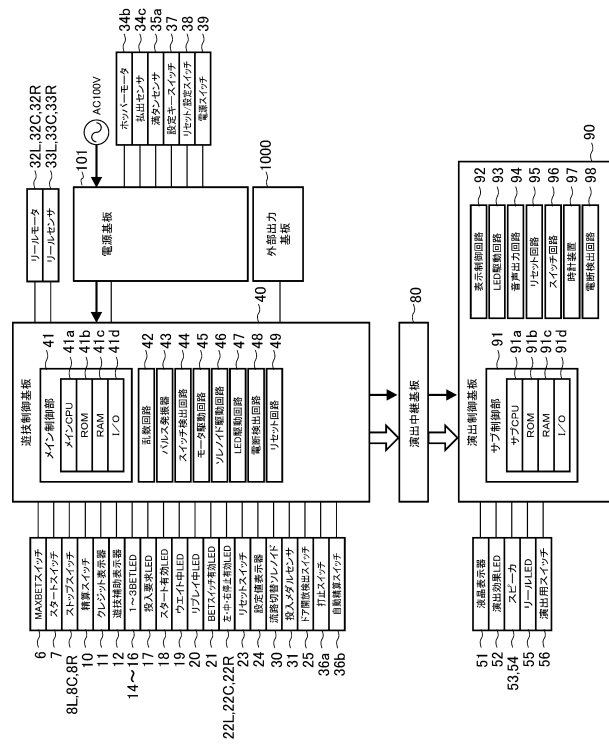 MAXBETスイッチ
6
スタートスイッチ
7
ストップスイッチ
8L,8C,8R
精算スイッチ
10
クレジット表示器
11
遊技補助表示器
12
1〜3BETLED
14〜16
投入要求LED
17
スタート有効LED
18
ウエイト中LED
19
リプレイ中LED
20
BETスイッチ有効LED
21
左・中・右停止有効LED
22L,22C,22R
リセットスイッチ
23
設定値表示器
24
流路切替ソレノイド
30
投入メダルセンサ
31
ドア開放検出スイッチ
25
打止スイッチ
36a
自動精算スイッチ
36b
遊技制御基板
40
メイン制御部
41
メインCPU
41a
ROM
41b
RAM
41c
I/O
41d
乱数回路
42
パルス発振器
43
スイッチ検出回路
44
モータ駆動回路
45
ソレノイド駆動回路
46
LED駆動回路
47
電断検出回路
48
リセット回路
49
リールモータ
32L,32C,32R
リールセンサ
33L,33C,33R
電源基板
101
AC100V
外部出力
基板
1000
ホッパーモータ
34b
払出センサ
34c
満タンセンサ
35a
設定キースイッチ
37
リセット/設定スイッチ
38
電源スイッチ
39
演出中継基板
80
液晶表示器
51
演出効果LED
52
スピーカ
53,54
リールLED
55
演出用スイッチ
56
演出制御基板
90
サブ制御部
91
サブCPU
91a
ROM
91b
RAM
91c
I/O
91d
表示制御回路
92
LED駆動回路
93
音声出力回路
94
リセット回路
95
スイッチ回路
96
時計装置
97
電断検出回路
98